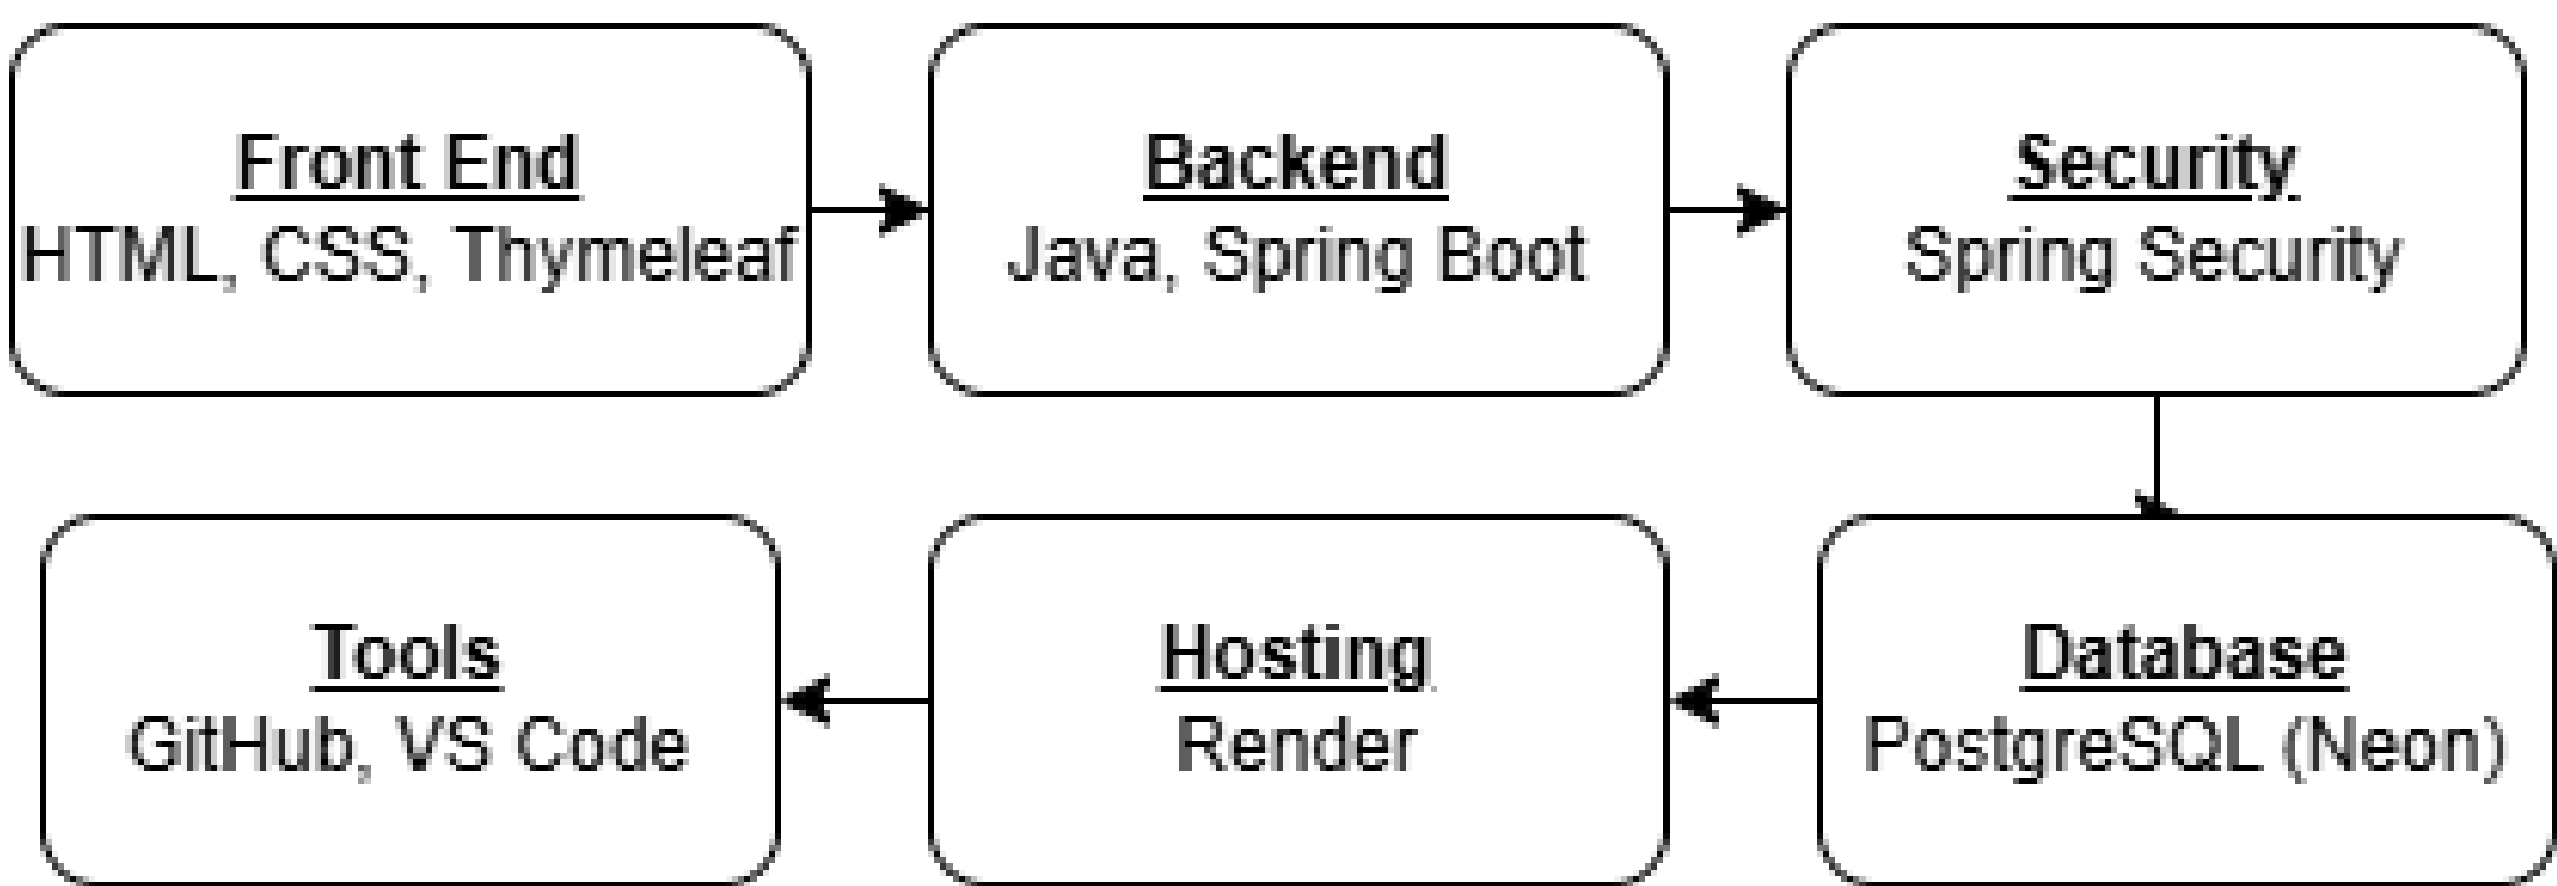 Front End
HTML, CSS, Thymeleaf
Backend
Java, Spring Boot
Security
Spring Security
Tools
GitHub, VS Code
Hosting
Render
Database
PostgreSQL (Neon)